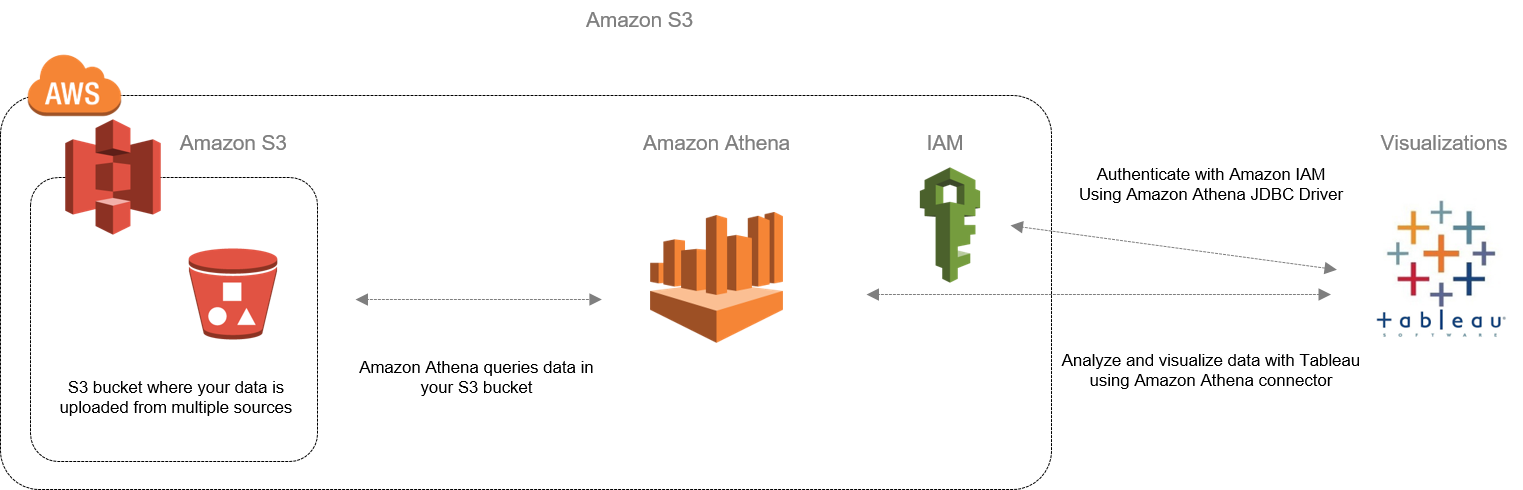 Amazon S3
AWS
Amazon S3
Amazon Athena
IAM
Visualizations
Authenticate with Amazon IAM
Using Amazon Athena JDBC Driver
+ableau
SOFTWARE
Amazon Athena queries data in
your S3 bucket
Analyze and visualize data with Tableau
using Amazon Athena connector
S3 bucket where your data is
uploaded from multiple sources